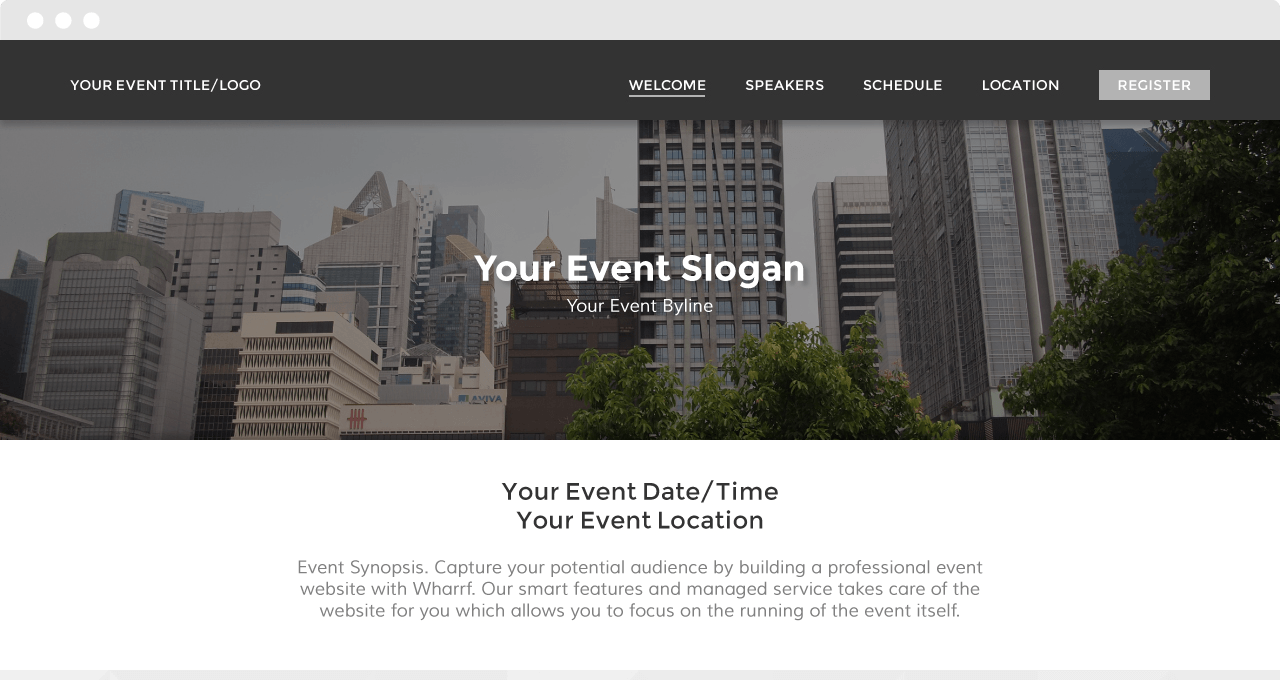 YOUR EVENT TITLE/LOGO
WELCOME SPEAKERS SCHEDULE LOCATION REGISTER
Your Event Slogan
Your Event Byline
AVIVA
Your Event Date/Time
Your Event Location
Event Synopsis. Capture your potential audience by building a professional event
website with Wharrf. Our smart features and managed service takes care of the
website for you which allows you to focus on the running of the event itself.